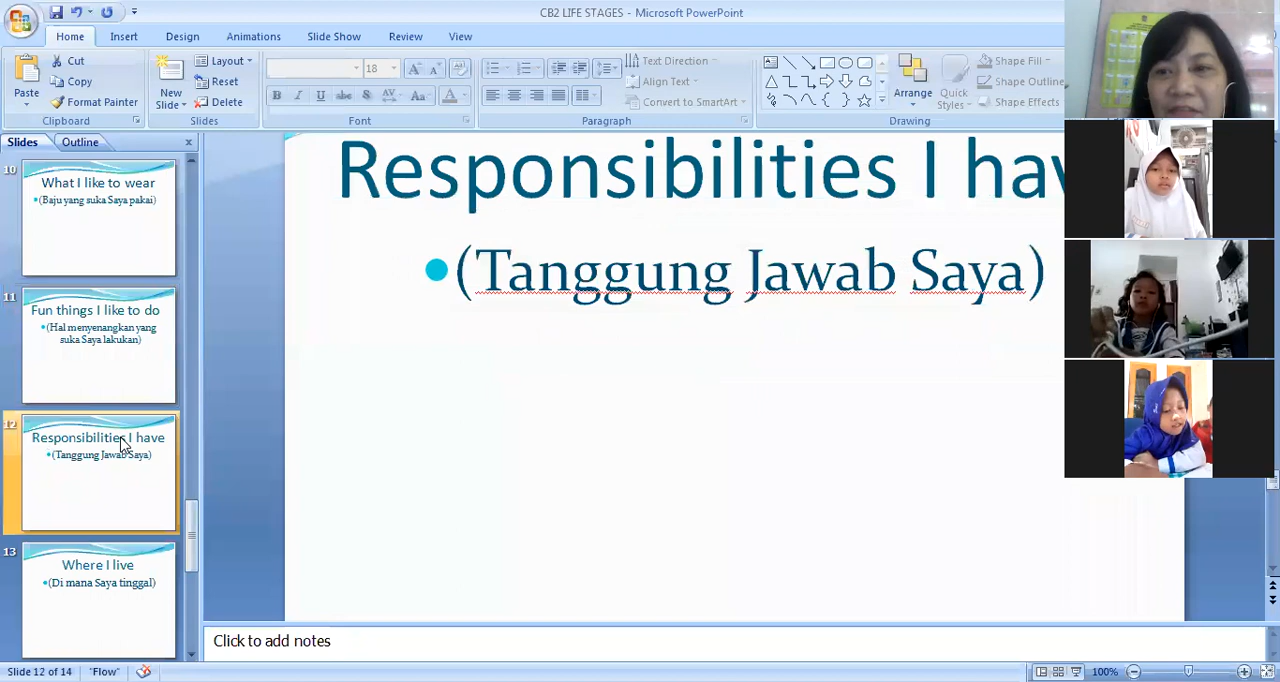 CB2 LIFE STAGES - Microsoft PowerPoint
Home Insert Design Animations Slide Show Review View
Paste
Cut
Copy
Format Painter
Clipboard
New Slide
Layout
Reset
Delete
Slides
18
B I U abc S AV Aa A
Font
Text Direction
Align Text
Convert to SmartArt
Paragraph
Arrange
Quick Styles
Shape Fill
Shape Outline
Shape Effects
Drawing
Slides Outline
10
What I like to wear
•(Baju yang suka Saya pakai)
11
Fun things I like to do
•(Hal menyenangkan yang
suka Saya lakukan)
12
Responsibilities I have
•(Tanggung Jawab Saya)
13
Where I live
•(Di mana Saya tinggal)
Responsibilities I hav
•(Tanggung Jawab Saya)
Click to add notes
Slide 12 of 14 "Flow" 100%